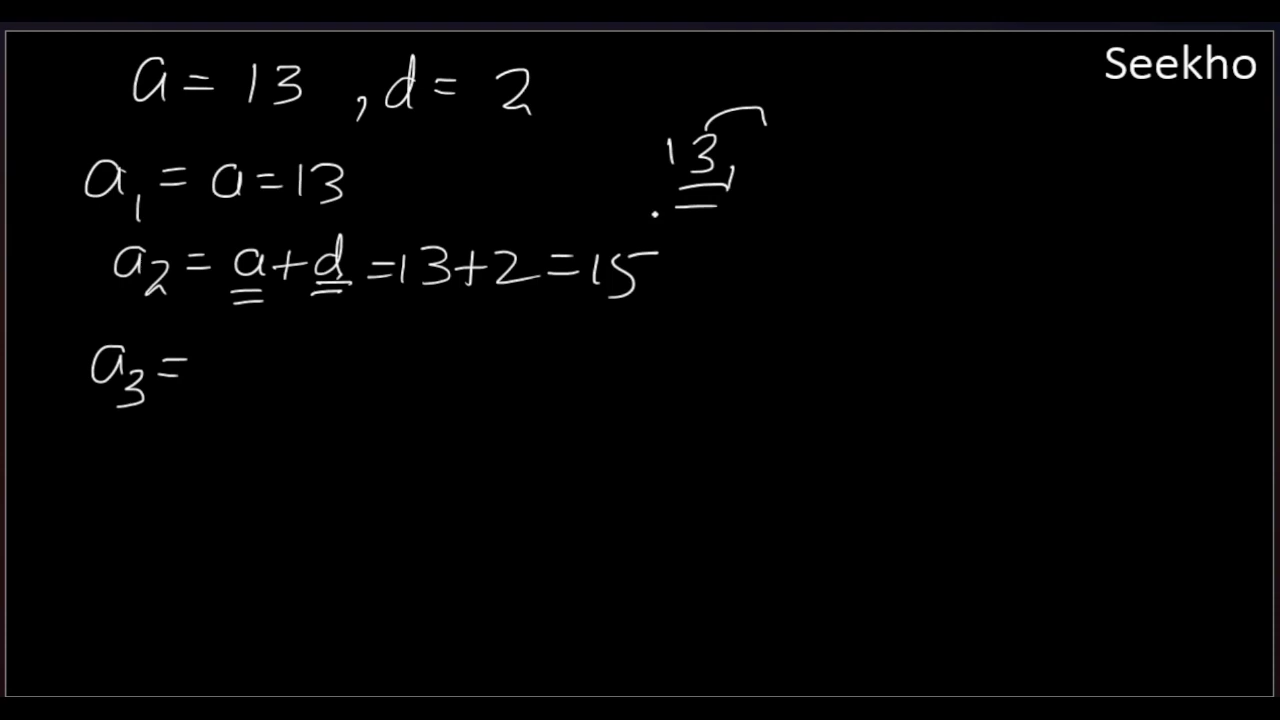 Seekho
a = 13 , d = 2
13,
a₁ = a = 13
a₂ = a + d = 13 + 2 = 15
a₃ =